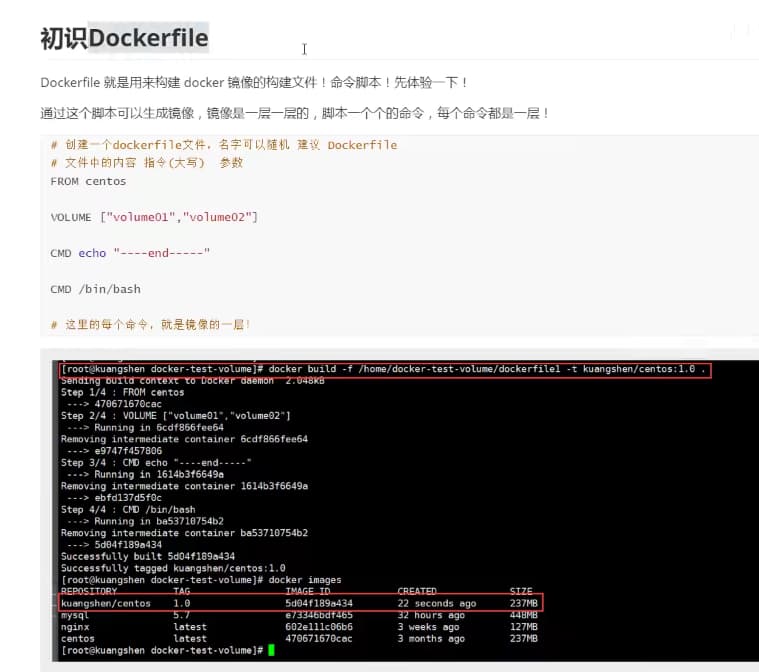 初识Dockerfile
Dockerfile 就是用来构建 docker 镜像的构建文件！命令脚本！先体验一下！
通过这个脚本可以生成镜像，镜像是一层一层的，脚本一个个的命令，每个命令都是一层！
# 创建一个dockerfile文件，名字可以随机 建议 Dockerfile
# 文件中的内容 指令(大写) 参数
FROM centos
VOLUME ["volume01","volume02"]
CMD echo "----end-----"
CMD /bin/bash
# 这里的每个命令，就是镜像的一层！
[root@kuangshen docker-test-volume]# docker build -f /home/docker-test-volume/dockerfile1 -t kuangshen/centos:1.0 .
Sending build context to Docker daemon  2.048kB
Step 1/4 : FROM centos
 ---> 470671670cac
Step 2/4 : VOLUME ["volume01","volume02"]
 ---> Running in 6cdf866fee64
Removing intermediate container 6cdf866fee64
 ---> e9747f457806
Step 3/4 : CMD echo "----end-----"
 ---> Running in 1614b3f6649a
Removing intermediate container 1614b3f6649a
 ---> ebfd137d5f0c
Step 4/4 : CMD /bin/bash
 ---> Running in ba53710754b2
Removing intermediate container ba53710754b2
 ---> 5d04f189a434
Successfully built 5d04f189a434
Successfully tagged kuangshen/centos:1.0
[root@kuangshen docker-test-volume]# docker images
REPOSITORY TAG IMAGE ID CREATED SIZE
kuangshen/centos 1.0 5d04f189a434 22 seconds ago 237MB
mysql 5.7 e73346bdf465 32 hours ago 448MB
nginx latest 602e111c06b6 3 weeks ago 127MB
centos latest 470671670cac 3 months ago 237MB
[root@kuangshen docker-test-volume]#